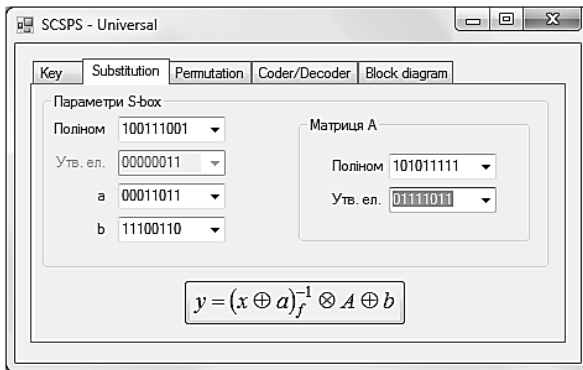 SCSPS - Universal
Key Substitution Permutation Coder/Decoder Block diagram
Параметри S-box
Поліном 100111001
Утв. ел. 00000011
a 00011011
b 11100110
Матриця A
Поліном 101011111
Утв. ел. 01111011
y = (x ⊕ a)_f^{-1} ⊗ A ⊕ b